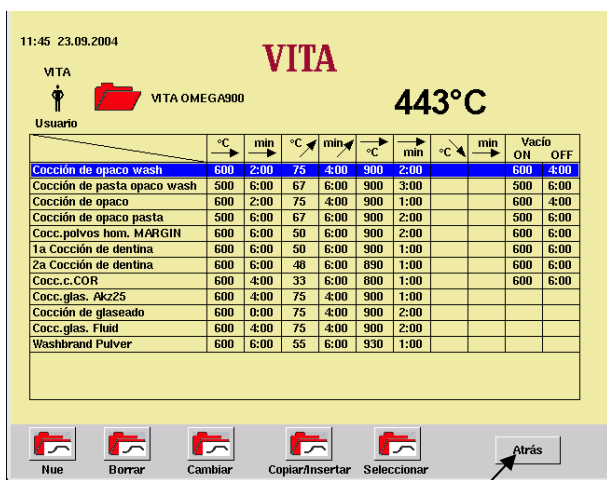 11:45 23.09.2004
VITA
VITA
VITA OMEGA900
443°C
Usuario
°C min °C min °C min °C min Vacío
ON OFF
Cocción de opaco wash 600 2:00 75 4:00 900 2:00 600 4:00
Cocción de pasta opaco wash 500 6:00 67 6:00 900 3:00 500 6:00
Cocción de opaco 600 2:00 75 4:00 900 1:00 600 4:00
Cocción de opaco pasta 500 6:00 67 6:00 900 2:00 500 6:00
Cocc.polvos hom. MARGIN 600 6:00 50 6:00 900 2:00 600 6:00
1a Cocción de dentina 600 6:00 50 6:00 900 1:00 600 6:00
2a Cocción de dentina 600 6:00 48 6:00 890 1:00 600 6:00
Cocc.c.COR 600 4:00 33 6:00 800 1:00 600 6:00
Cocc.glas. Akz25 600 4:00 75 4:00 900 1:00
Cocción de glaseado 600 0:00 75 4:00 900 2:00
Cocc.glas. Fluid 600 4:00 75 4:00 900 2:00
Washbrand Pulver 600 6:00 55 6:00 930 1:00
Nue Borrar Cambiar Copiar/Insertar Seleccionar Atrás